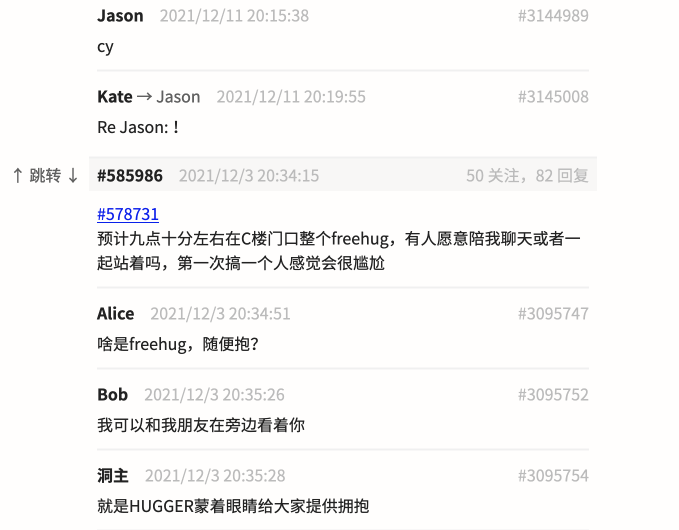 Jason 2021/12/11 20:15:38 #3144989
cy
Kate → Jason 2021/12/11 20:19:55 #3145008
Re Jason: !
↑ 跳转 ↓ #585986 2021/12/3 20:34:15 50 关注，82 回复
#578731
预计九点十分左右在C楼门口整个freehug，有人愿意陪我聊天或者一
起站着吗，第一次搞一个人感觉会很尴尬
Alice 2021/12/3 20:34:51 #3095747
啥是freehug，随便抱？
Bob 2021/12/3 20:35:26 #3095752
我可以和我朋友在旁边看着你
洞主 2021/12/3 20:35:28 #3095754
就是HUGGER蒙着眼睛给大家提供拥抱